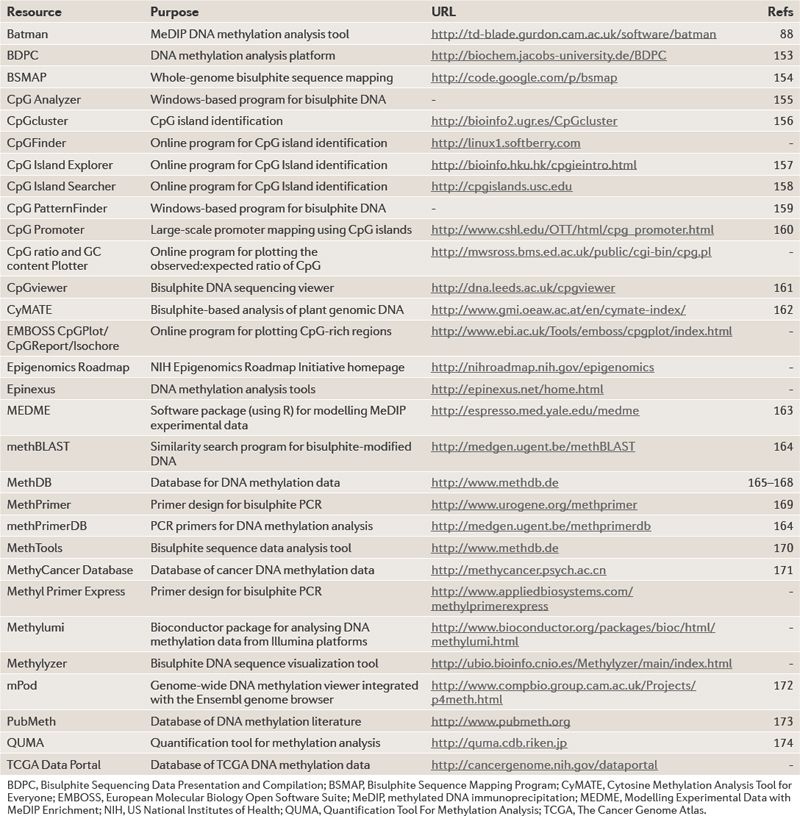 Resource Purpose URL Refs
Batman MeDIP DNA methylation analysis tool http://td-blade.gurdon.cam.ac.uk/software/batman 88
BDPC DNA methylation analysis platform http://biochem.jacobs-university.de/BDPC 153
BSMAP Whole-genome bisulphite sequence mapping http://code.google.com/p/bsmap 154
CpG Analyzer Windows-based program for bisulphite DNA - 155
CpGcluster CpG island identification http://bioinfo2.ugr.es/CpGcluster 156
CpGFinder Online program for CpG island identification http://linux1.softberry.com -
CpG Island Explorer Online program for CpG Island identification http://bioinfo.hku.hk/cpgieintro.html 157
CpG Island Searcher Online program for CpG Island identification http://cpgislands.usc.edu 158
CpG PatternFinder Windows-based program for bisulphite DNA - 159
CpG Promoter Large-scale promoter mapping using CpG islands http://www.cshl.edu/OTT/html/cpg_promoter.html 160
CpG ratio and GC Online program for plotting the http://mwsross.bms.ed.ac.uk/public/cgi-bin/cpg.pl -
content Plotter observed:expected ratio of CpG
CpGviewer Bisulphite DNA sequencing viewer http://dna.leeds.ac.uk/cpgviewer 161
CyMATE Bisulphite-based analysis of plant genomic DNA http://www.gmi.oeaw.ac.at/en/cymate-index/ 162
EMBOSS CpGPlot/ Online program for plotting CpG-rich regions http://www.ebi.ac.uk/Tools/emboss/cpgplot/index.html -
CpGReport/Isochore
Epigenomics Roadmap NIH Epigenomics Roadmap Initiative homepage http://nihroadmap.nih.gov/epigenomics -
Epinexus DNA methylation analysis tools http://epinexus.net/home.html -
MEDME Software package (using R) for modelling MeDIP http://espresso.med.yale.edu/medme 163
experimental data
methBLAST Similarity search program for bisulphite-modified http://medgen.ugent.be/methBLAST 164
DNA
MethDB Database for DNA methylation data http://www.methdb.de 165–168
MethPrimer Primer design for bisulphite PCR http://www.urogene.org/methprimer 169
methPrimerDB PCR primers for DNA methylation analysis http://medgen.ugent.be/methprimerdb 164
MethTools Bisulphite sequence data analysis tool http://www.methdb.de 170
MethyCancer Database Database of cancer DNA methylation data http://methycancer.psych.ac.cn 171
Methyl Primer Express Primer design for bisulphite PCR http://www.appliedbiosystems.com/ -
methylprimerexpress
Methylumi Bioconductor package for analysing DNA http://www.bioconductor.org/packages/bioc/html/ -
methylation data from Illumina platforms methylumi.html
Methylyzer Bisulphite DNA sequence visualization tool http://ubio.bioinfo.cnio.es/Methylyzer/main/index.html -
mPod Genome-wide DNA methylation viewer integrated http://www.compbio.group.cam.ac.uk/Projects/ 172
with the Ensembl genome browser p4meth.html
PubMeth Database of DNA methylation literature http://www.pubmeth.org 173
QUMA Quantification tool for methylation analysis http://quma.cdb.riken.jp 174
TCGA Data Portal Database of TCGA DNA methylation data http://cancergenome.nih.gov/dataportal -
BDPC, Bisulphite Sequencing Data Presentation and Compilation; BSMAP, Bisulphite Sequence Mapping Program; CyMATE, Cytosine Methylation Analysis Tool for
Everyone; EMBOSS, European Molecular Biology Open Software Suite; MeDIP, methylated DNA immunoprecipitation; MEDME, Modelling Experimental Data with
MeDIP Enrichment; NIH, US National Institutes of Health; QUMA, Quantification Tool For Methylation Analysis; TCGA, The Cancer Genome Atlas.